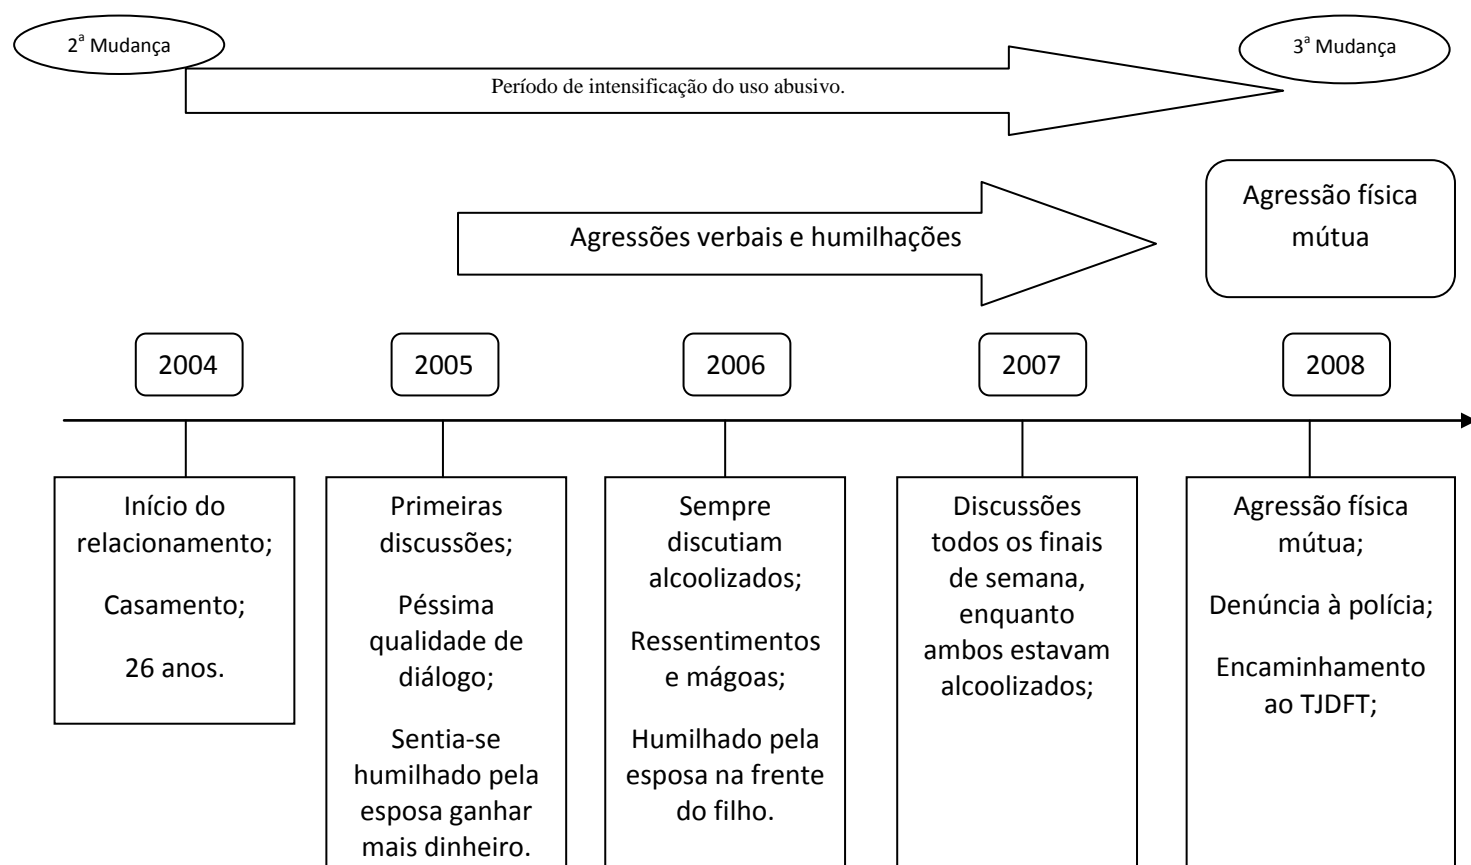 2ª Mudança
3ª Mudança
Período de intensificação do uso abusivo.
Agressões verbais e humilhações
Agressão física
mútua
2004
2005
2006
2007
2008
Início do
relacionamento;
Casamento;
26 anos.
Primeiras
discussões;
Péssima
qualidade de
diálogo;
Sentia-se
humilhado pela
esposa ganhar
mais dinheiro.
Sempre
discutiam
alcoolizados;
Ressentimentos
e mágoas;
Humilhado pela
esposa na frente
do filho.
Discussões
todos os finais
de semana,
enquanto
ambos estavam
alcoolizados;
Agressão física
mútua;
Denúncia à polícia;
Encaminhamento
ao TJDFT;